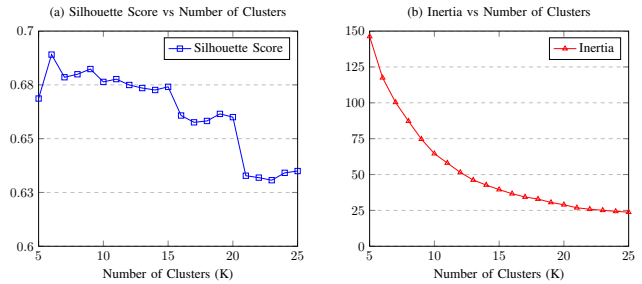 (a) Silhouette Score vs Number of Clusters
0.7
0.68
0.65
0.63
0.6
5 10 15 20 25
Number of Clusters (K)
Silhouette Score
(b) Inertia vs Number of Clusters
150
125
100
75
50
25
0
5 10 15 20 25
Number of Clusters (K)
Inertia